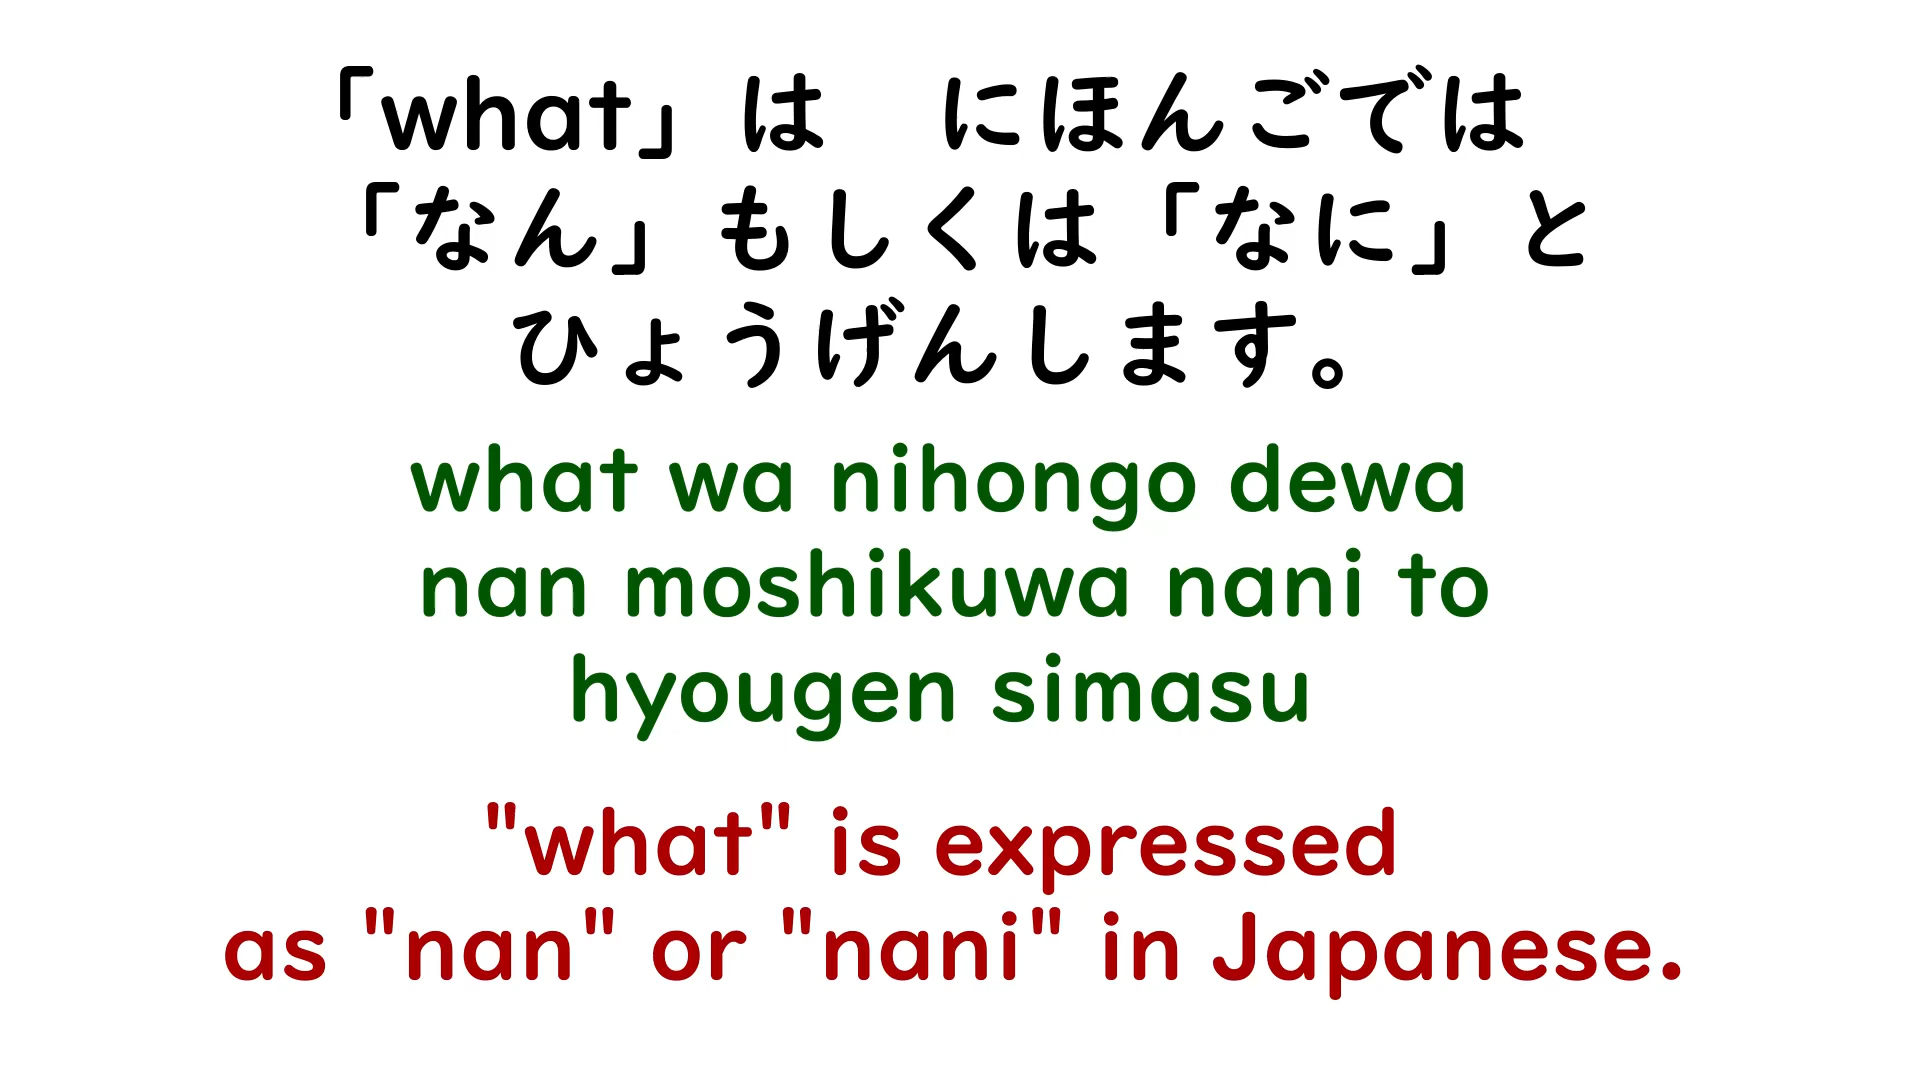 「what」は　にほんごでは
「なん」もしくは「なに」と
ひょうげんします。
what wa nihongo dewa
nan moshikuwa nani to
hyougen simasu
"what" is expressed
as "nan" or "nani" in Japanese.